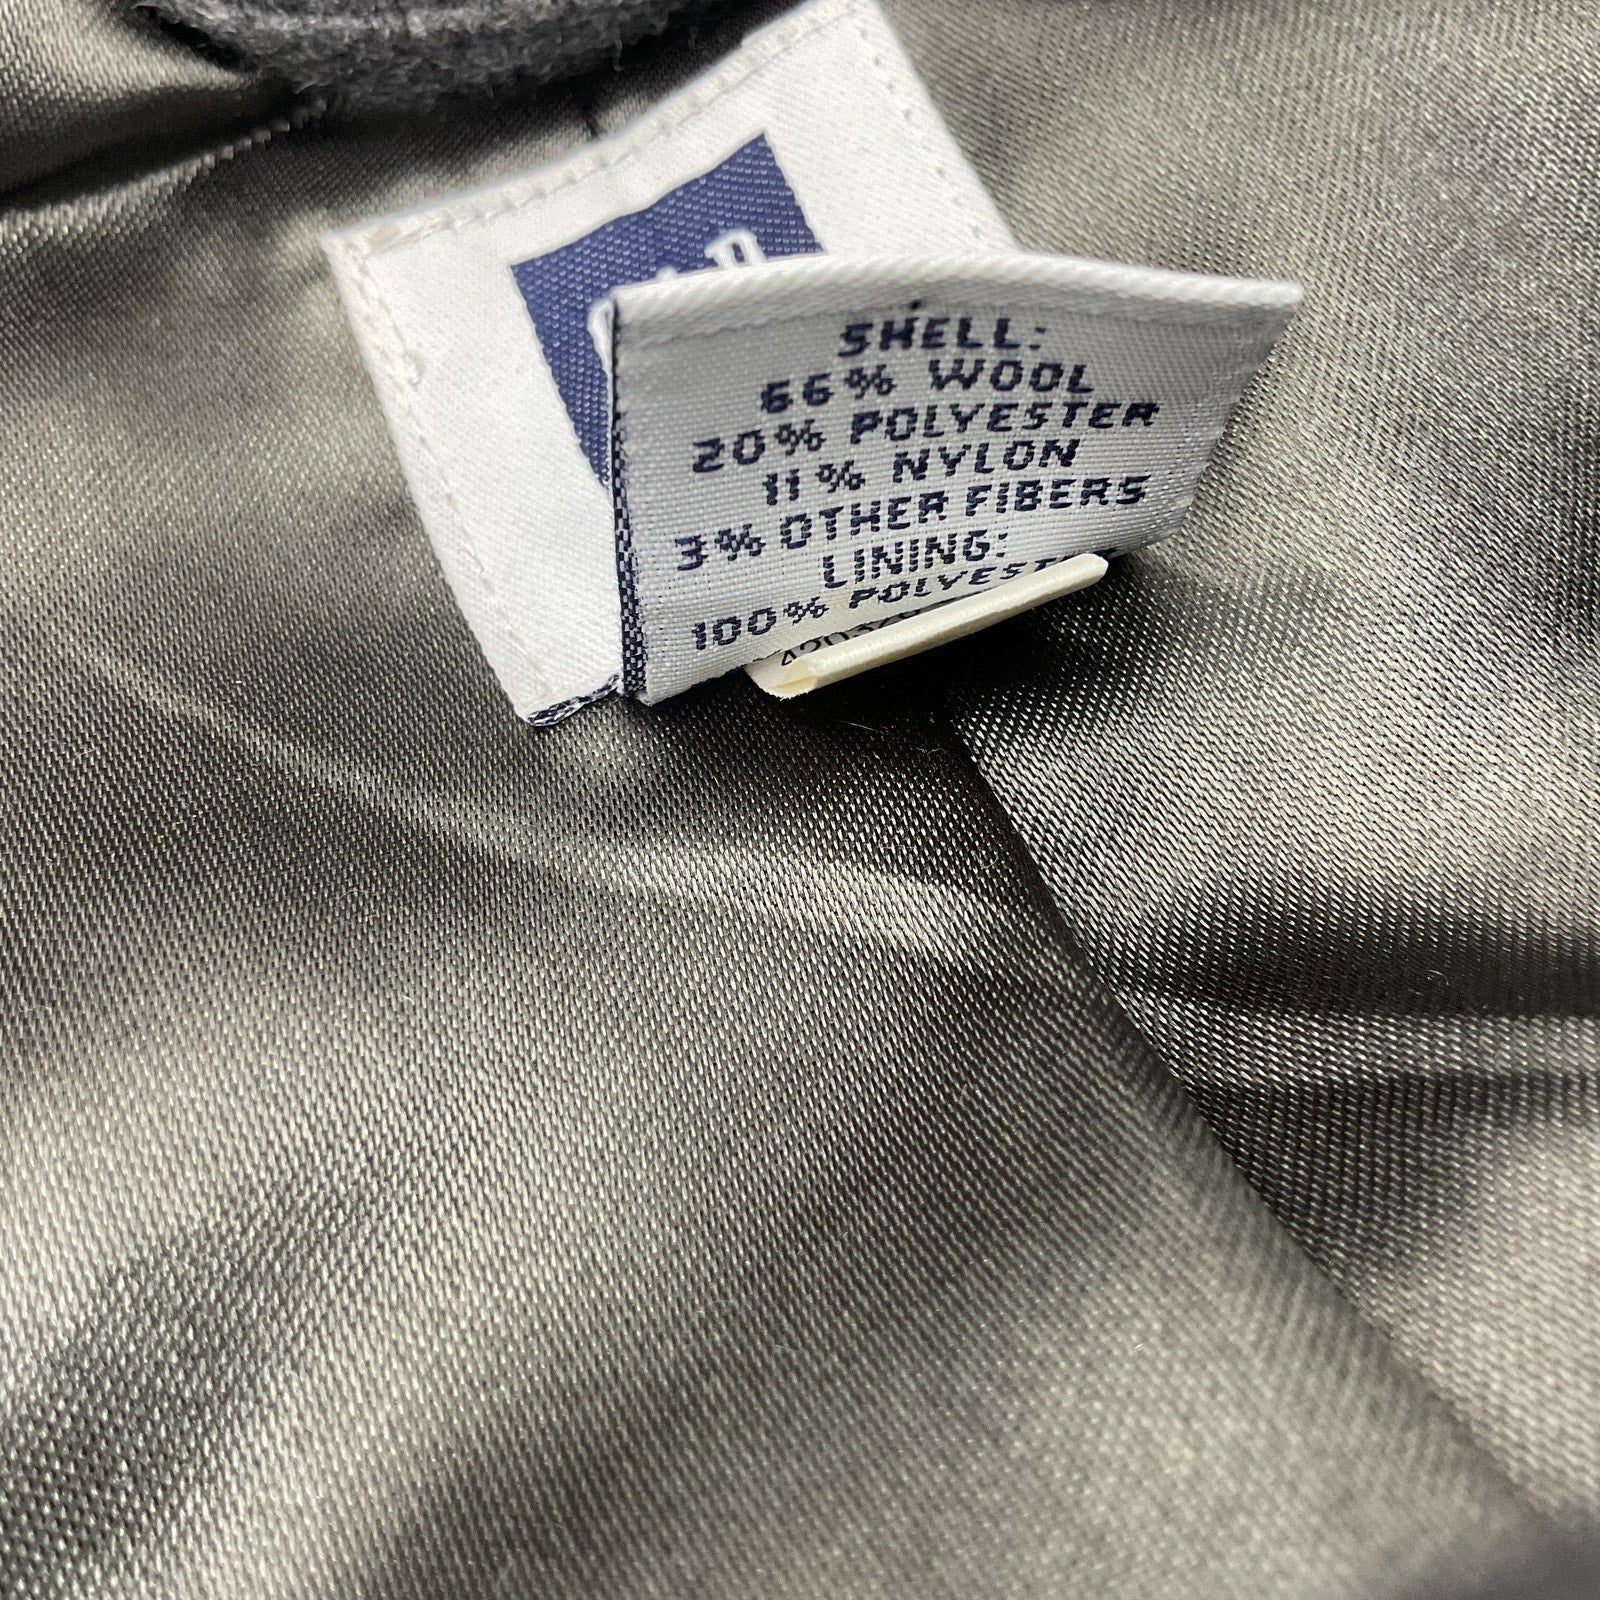 SHELL:
66% WOOL
20% POLYESTER
11% NYLON
3% OTHER FIBERS
LINING:
100% POLYESTER